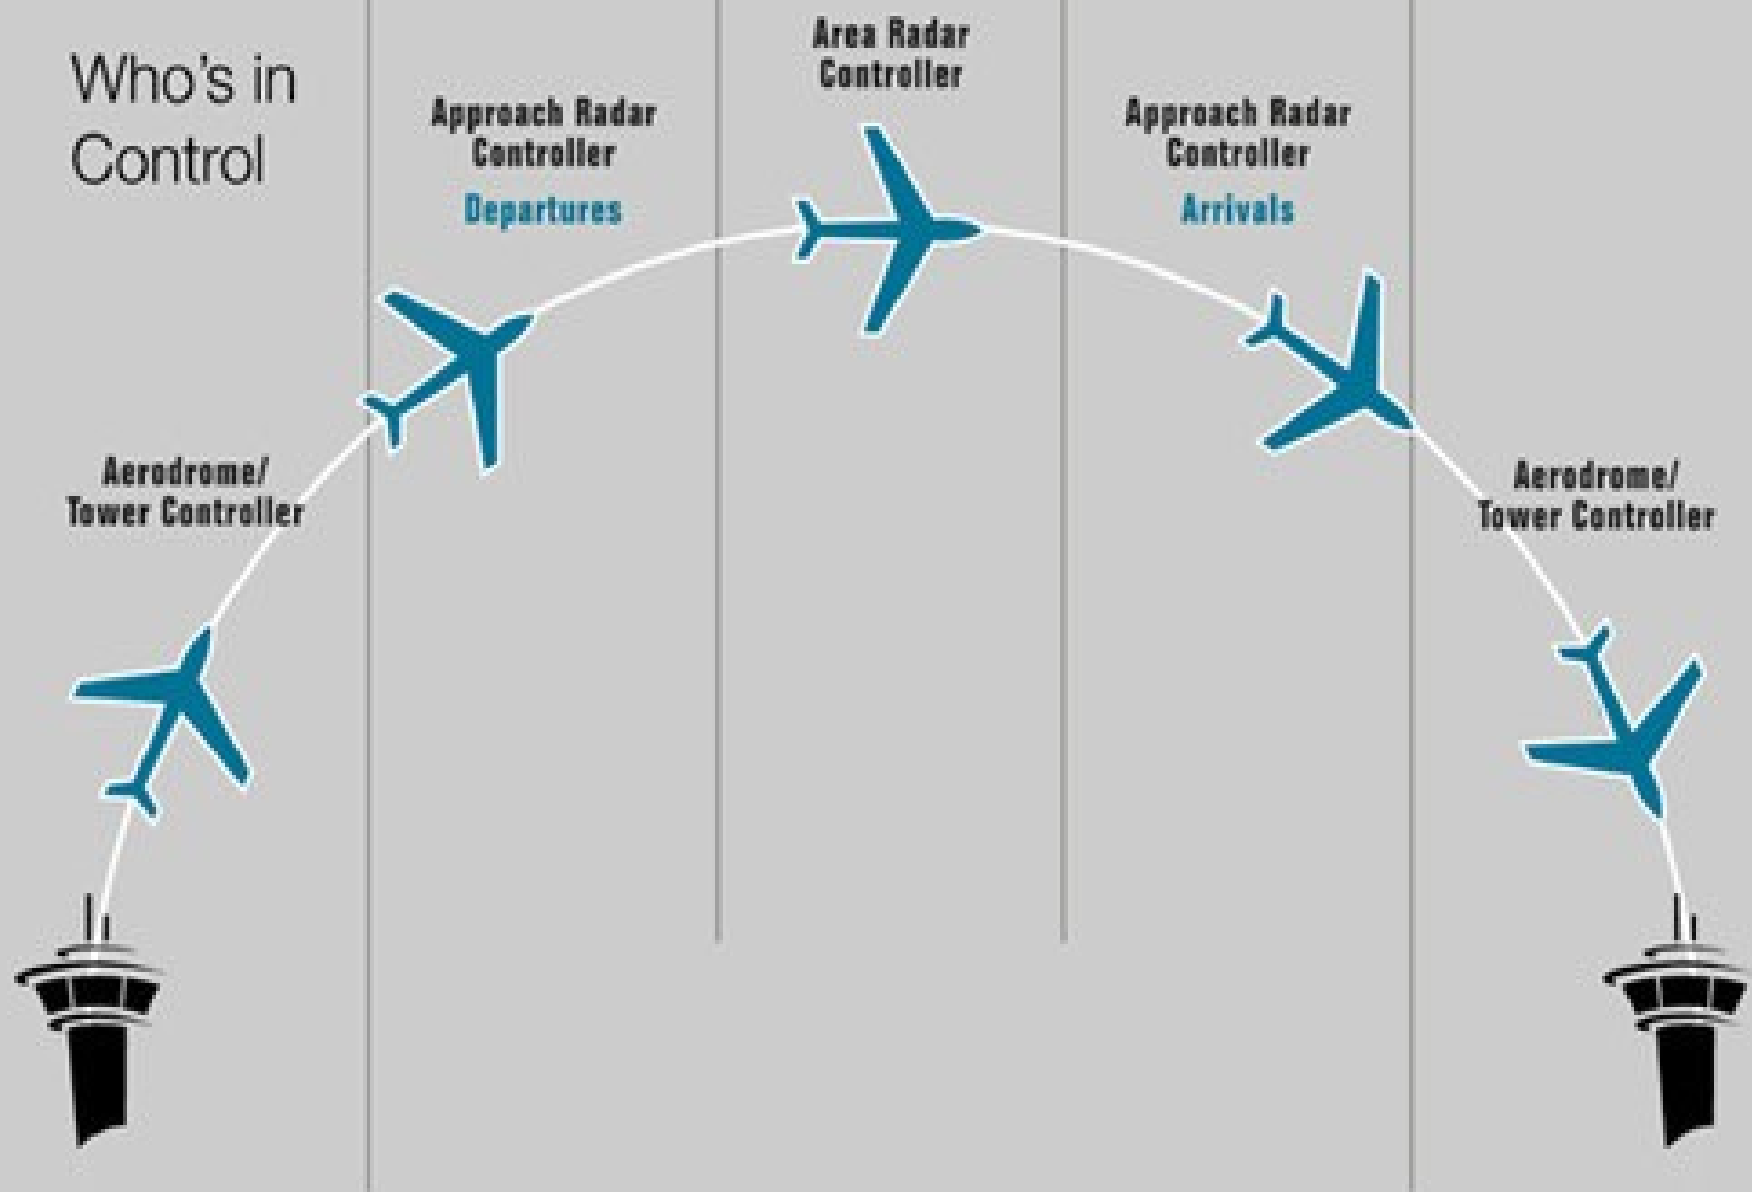 Who's in
Control
Aerodrome/
Tower Controller
Approach Radar
Controller
Departures
Area Radar
Controller
Approach Radar
Controller
Arrivals
Aerodrome/
Tower Controller